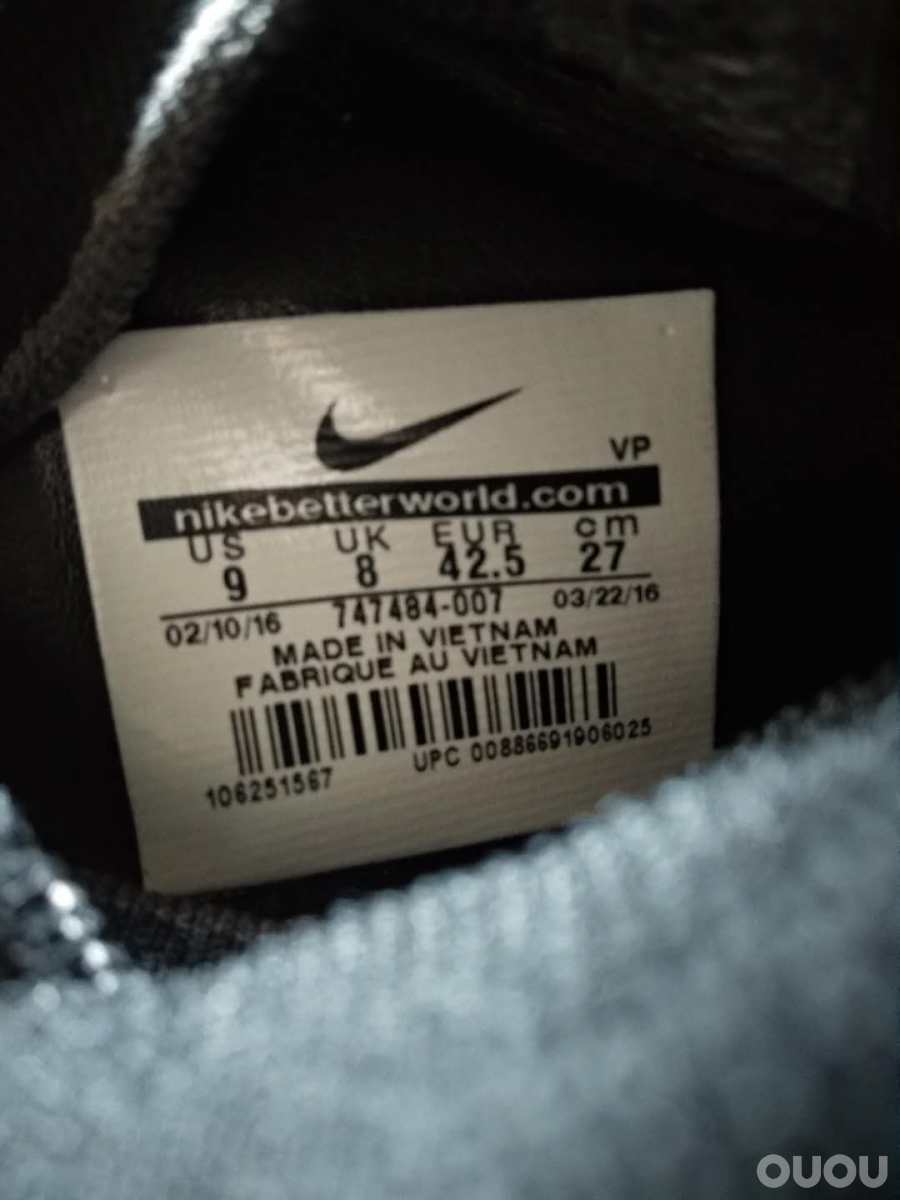 VP
nikebetterworld.com
US UK EUR cm
9 8 42.5 27
02/10/16 747484-007 03/22/16
MADE IN VIETNAM
FABRIQUE AU VIETNAM
106251567 UPC 00886691906025
OUOU